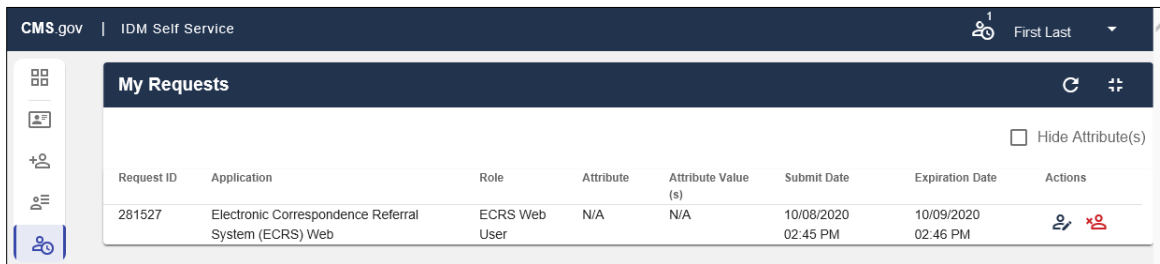 CMS.gov | IDM Self Service
1
First Last
My Requests
Hide Attribute(s)
Request ID Application Role Attribute Attribute Value Submit Date Expiration Date Actions
(s)
281527 Electronic Correspondence Referral ECRS Web N/A N/A 10/08/2020 10/09/2020
System (ECRS) Web User 02:45 PM 02:46 PM